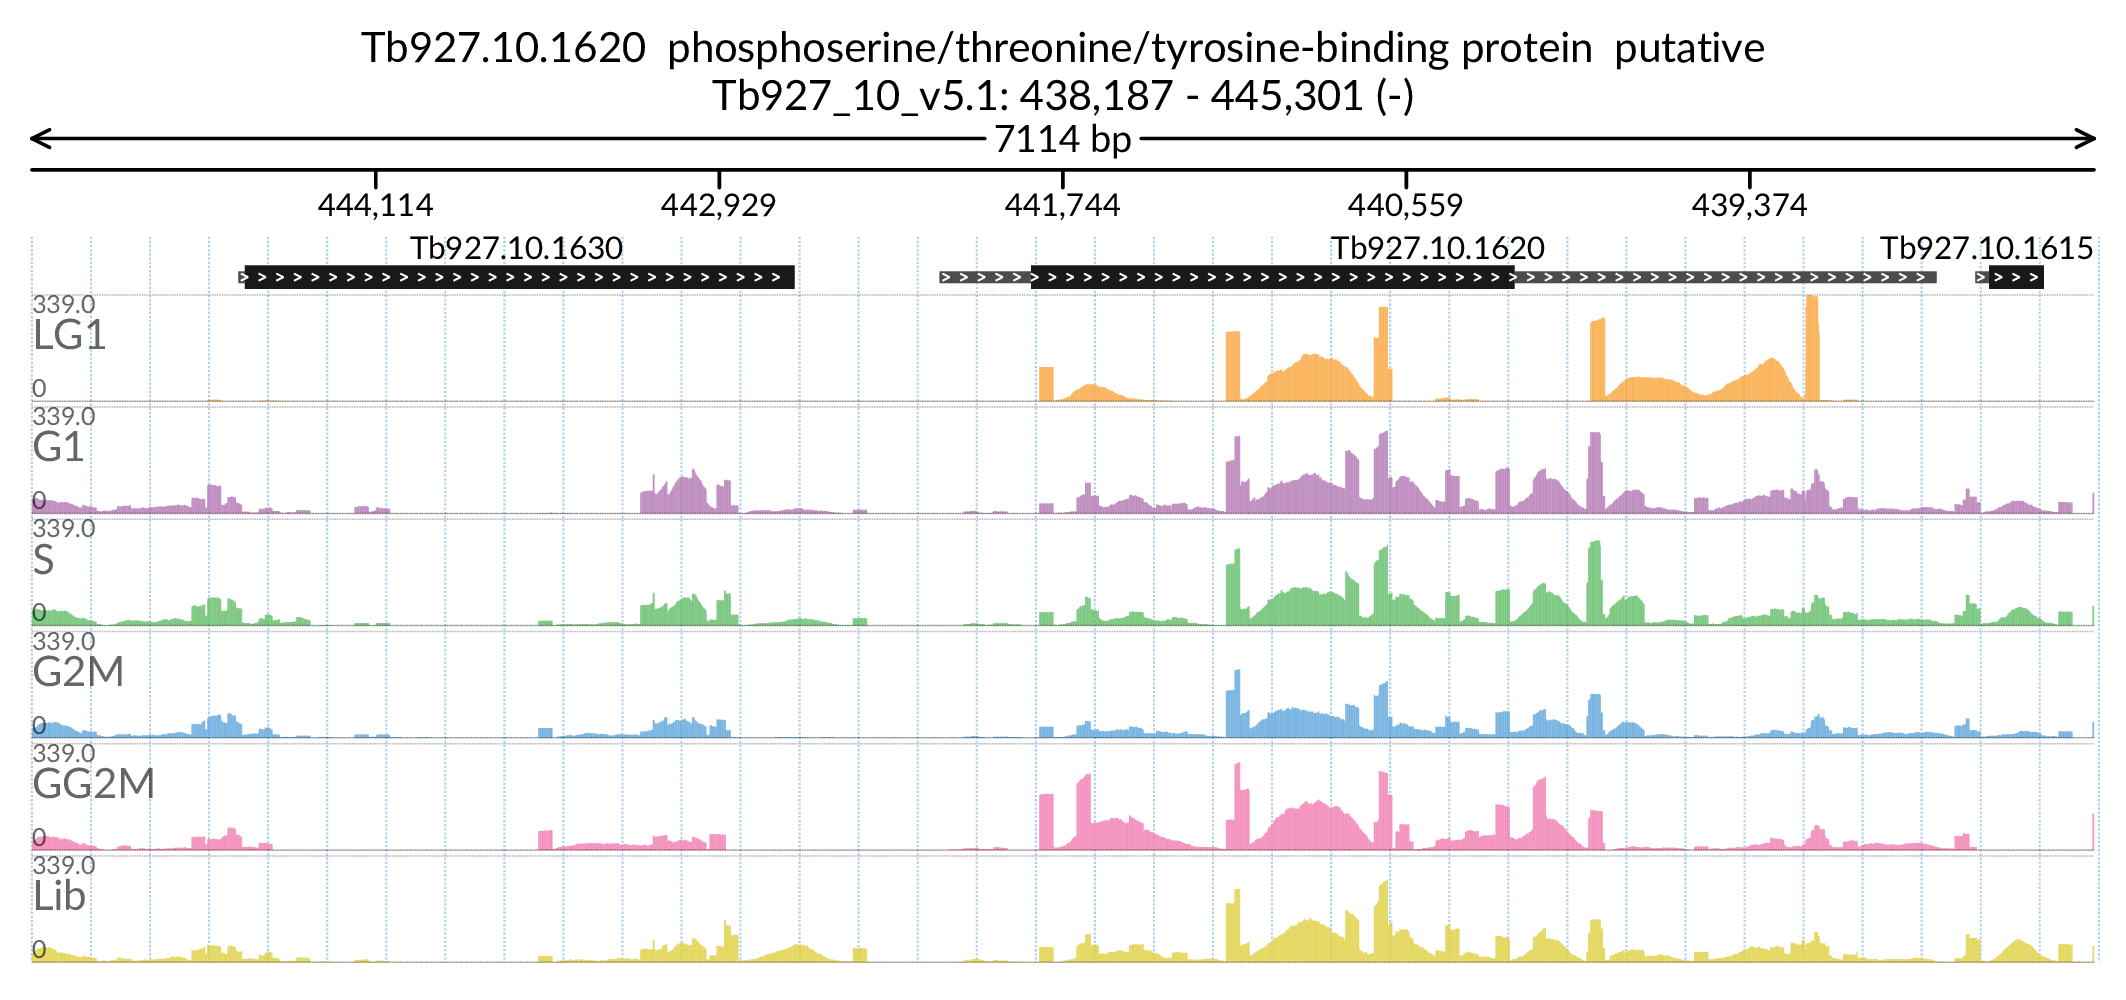 Tb927.10.1620 phosphoserine/threonine/tyrosine-binding protein putative
Tb927_10_v5.1: 438,187 - 445,301 (-)
7114 bp
444,114 442,929 441,744 440,559 439,374
Tb927.10.1630 Tb927.10.1620 Tb927.10.1615
339.0
LG1
0
339.0
G1
0
339.0
S
0
339.0
G2M
0
339.0
GG2M
0
339.0
Lib
0